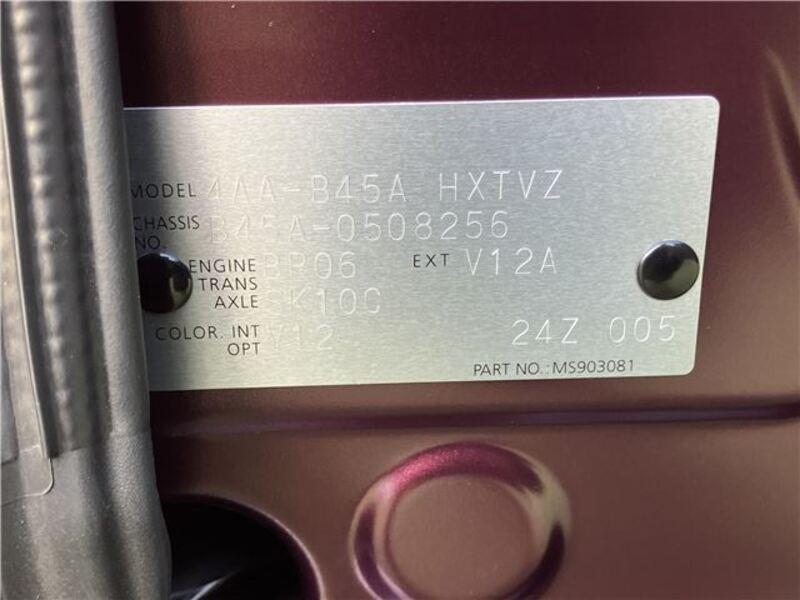 MODEL 4AA-B45A HXTVZ
CHASSIS NO. B45A-0508256
ENGINE BR06 EXT V12A
TRANS AXLE
COLOR. INT V12 24Z 005
OPT
PART NO.: MS903081